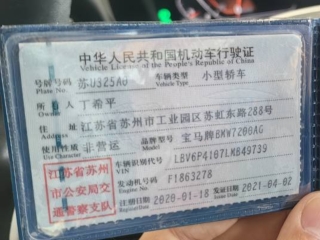 中华人民共和国机动车行驶证
Vehicle License of the People's Republic of China
号牌号码 苏U325A0 车辆类型 小型轿车
Plate No. Vehicle Type
所有人 丁希平
Owner
住址 江苏省苏州市工业园区苏虹东路288号
Address
使用性质 非营运 品牌型号 宝马牌BMW7200AG
Use Character Model
车辆识别代号 LBV6P4107LMB49739
VIN
江苏省苏州市公安局交通警察支队
发动机号码 F1863278
Engine No.
注册日期 2020-01-18 发证日期 2021-04-02
Register Date Issue Date